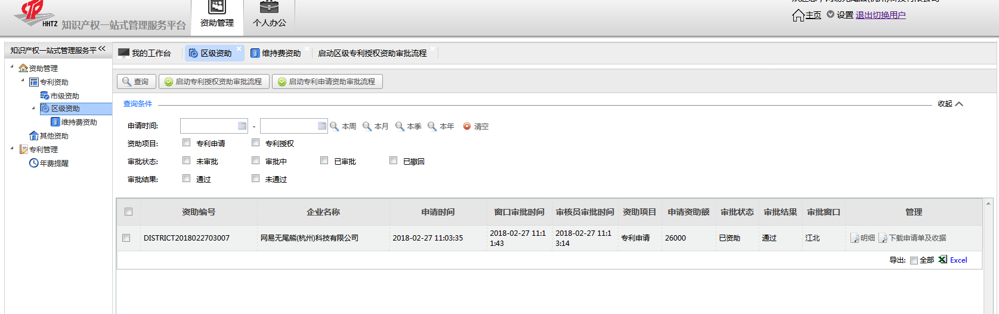 HHTZ 知识产权一站式管理服务平台
资助管理
个人办公
主页 设置 退出切换用户
知识产权一站式管理服务平
资助管理
专利资助
市级资助
区级资助
维持费资助
其他资助
专利管理
年费提醒
我的工作台 区级资助 维持费资助 启动区级专利授权资助审批流程
查询 启动专利授权资助审批流程 启动专利申请资助审批流程
查询条件 收起
申请时间: - 本周 本月 本季 本年 清空
资助项目: 专利申请 专利授权
审批状态: 未审批 审批中 已审批 已撤回
审批结果: 通过 未通过
资助编号 企业名称 申请时间 窗口审批时间 审核员审批时间 资助项目 申请资助额 审批状态 审批结果 审批窗口 管理
DISTRICT2018022703007 网易无尾熊(杭州)科技有限公司 2018-02-27 11:03:35 2018-02-27 11:1 2018-02-27 11:1 专利申请 26000 已资助 通过 江北 明细 下载申请单及收据
1:43 3:14
导出: 全部 Excel